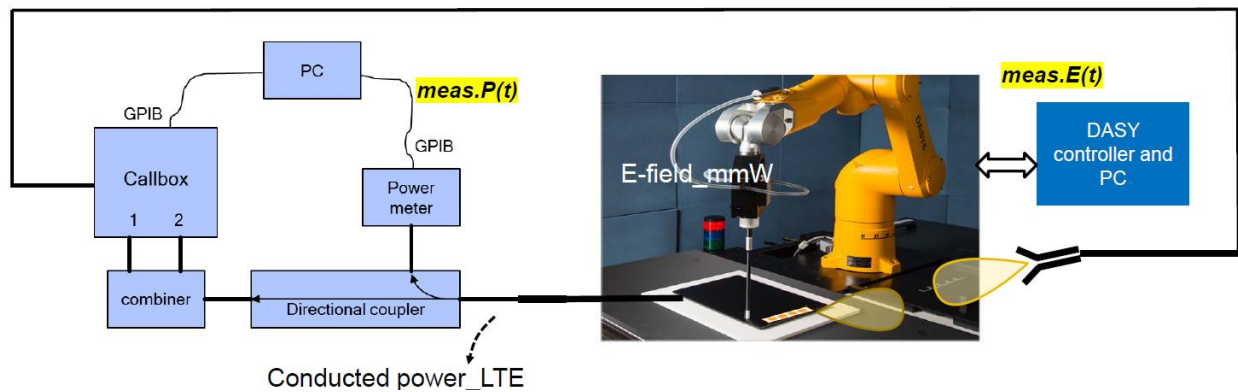 PC
meas.P(t)
meas.E(t)
GPIB
GPIB
DASY
controller and
PC
Callbox
1 2
Power
meter
E-field_mmW
DASY6
combiner
Directional coupler
Conducted power_LTE